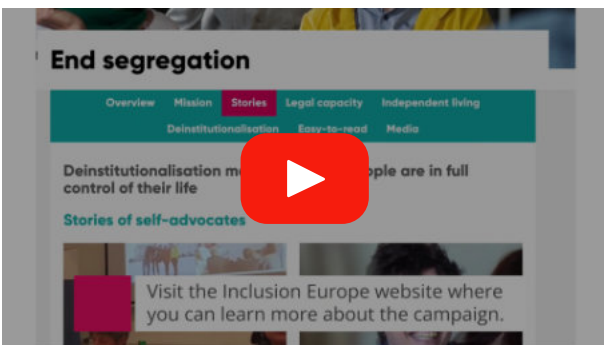 End segregation
Overview Mission Stories Legal capacity Independent living
Deinstitutionalisation Easy-to-read Media
Deinstitutionalisation ple are in full
control of their life
Stories of self-advocates
Visit the Inclusion Europe website where
you can learn more about the campaign.